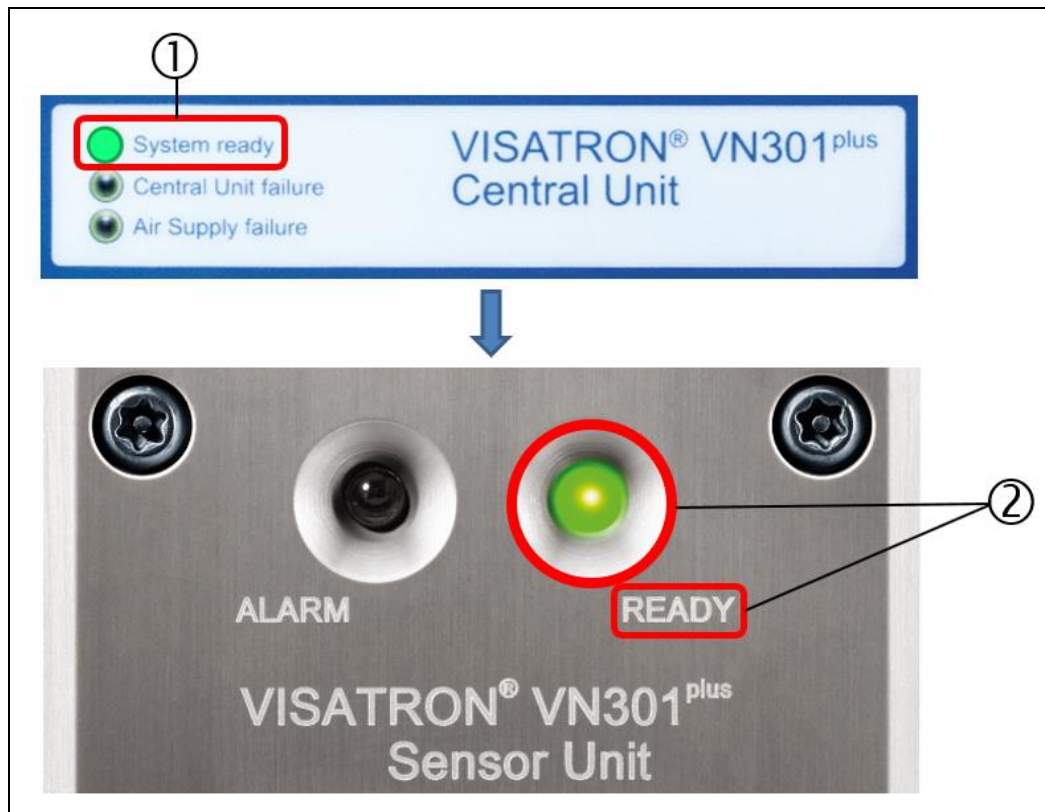 ①
System ready
Central Unit failure
Air Supply failure
VISATRON® VN301plus
Central Unit
②
ALARM
READY
VISATRON® VN301plus
Sensor Unit